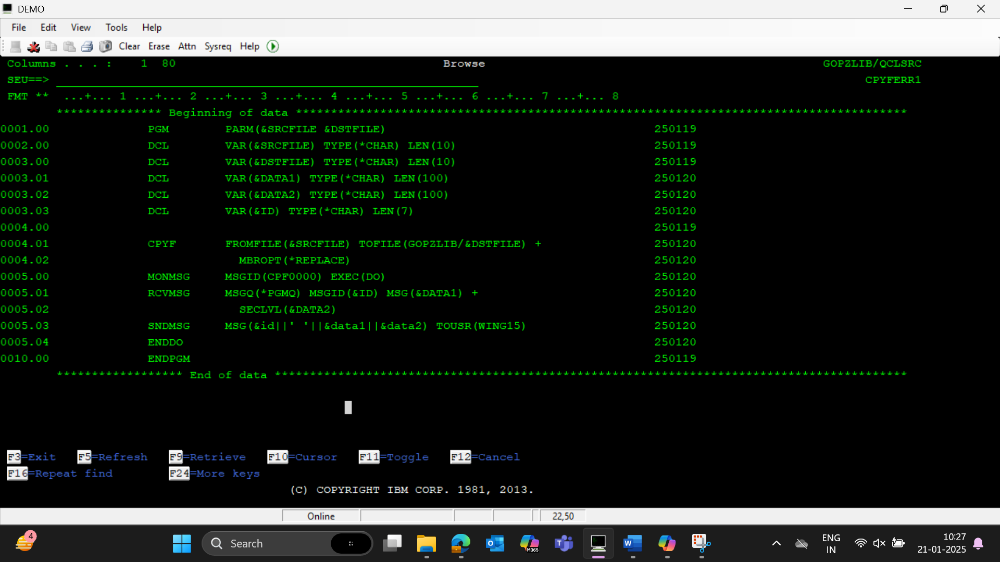 DEMO
File Edit View Tools Help
Clear Erase Attn Sysreq Help
Columns . . . : 1 80 Browse GOPZLIB/QCLSRC
SEU==> CPYFERR1
FMT ** ...+... 1 ...+... 2 ...+... 3 ...+... 4 ...+... 5 ...+... 6 ...+... 7 ...+... 8
*************** Beginning of data ***************************************************************************************
0001.00 PGM PARM(&SRCFILE &DSTFILE) 250119
0002.00 DCL VAR(&SRCFILE) TYPE(*CHAR) LEN(10) 250119
0003.00 DCL VAR(&DSTFILE) TYPE(*CHAR) LEN(10) 250119
0003.01 DCL VAR(&DATA1) TYPE(*CHAR) LEN(100) 250120
0003.02 DCL VAR(&DATA2) TYPE(*CHAR) LEN(100) 250120
0003.03 DCL VAR(&ID) TYPE(*CHAR) LEN(7) 250120
0004.00 250119
0004.01 CPYF FROMFILE(&SRCFILE) TOFILE(GOPZLIB/&DSTFILE) + 250120
0004.02 MBROPT(*REPLACE) 250120
0005.00 MONMSG MSGID(CPF0000) EXEC(DO) 250120
0005.01 RCVMSG MSGQ(*PGMQ) MSGID(&ID) MSG(&DATA1) + 250120
0005.02 SECLVL(&DATA2) 250120
0005.03 SNDMSG MSG(&id||' '||&data1||&data2) TOUSR(WING15) 250120
0005.04 ENDDO 250120
0010.00 ENDPGM 250119
****************** End of data ******************************************************************************************
F3=Exit F5=Refresh F9=Retrieve F10=Cursor F11=Toggle F12=Cancel
F16=Repeat find F24=More keys
(C) COPYRIGHT IBM CORP. 1981, 2013.
Online 22,50
4 Search M365 ENG 10:27
IN 21-01-2025